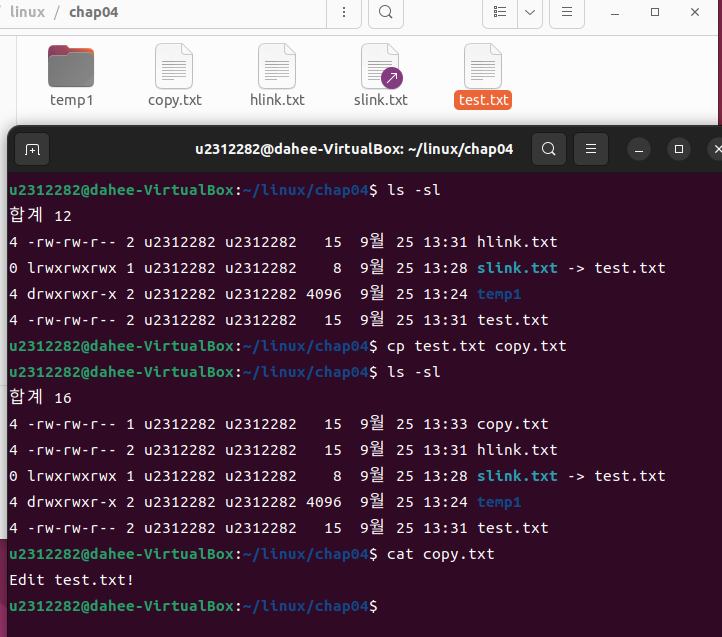 linux / chap04
temp1
copy.txt
hlink.txt
slink.txt
test.txt
u2312282@dahee-VirtualBox: ~/linux/chap04
u2312282@dahee-VirtualBox:~/linux/chap04$ ls -sl
합계 12
4 -rw-rw-r-- 2 u2312282 u2312282   15  9월 25 13:31 hlink.txt
0 lrwxrwxrwx 1 u2312282 u2312282    8  9월 25 13:28 slink.txt -> test.txt
4 drwxrwxr-x 2 u2312282 u2312282 4096  9월 25 13:24 temp1
4 -rw-rw-r-- 2 u2312282 u2312282   15  9월 25 13:31 test.txt
u2312282@dahee-VirtualBox:~/linux/chap04$ cp test.txt copy.txt
u2312282@dahee-VirtualBox:~/linux/chap04$ ls -sl
합계 16
4 -rw-rw-r-- 1 u2312282 u2312282   15  9월 25 13:33 copy.txt
4 -rw-rw-r-- 2 u2312282 u2312282   15  9월 25 13:31 hlink.txt
0 lrwxrwxrwx 1 u2312282 u2312282    8  9월 25 13:28 slink.txt -> test.txt
4 drwxrwxr-x 2 u2312282 u2312282 4096  9월 25 13:24 temp1
4 -rw-rw-r-- 2 u2312282 u2312282   15  9월 25 13:31 test.txt
u2312282@dahee-VirtualBox:~/linux/chap04$ cat copy.txt
Edit test.txt!
u2312282@dahee-VirtualBox:~/linux/chap04$